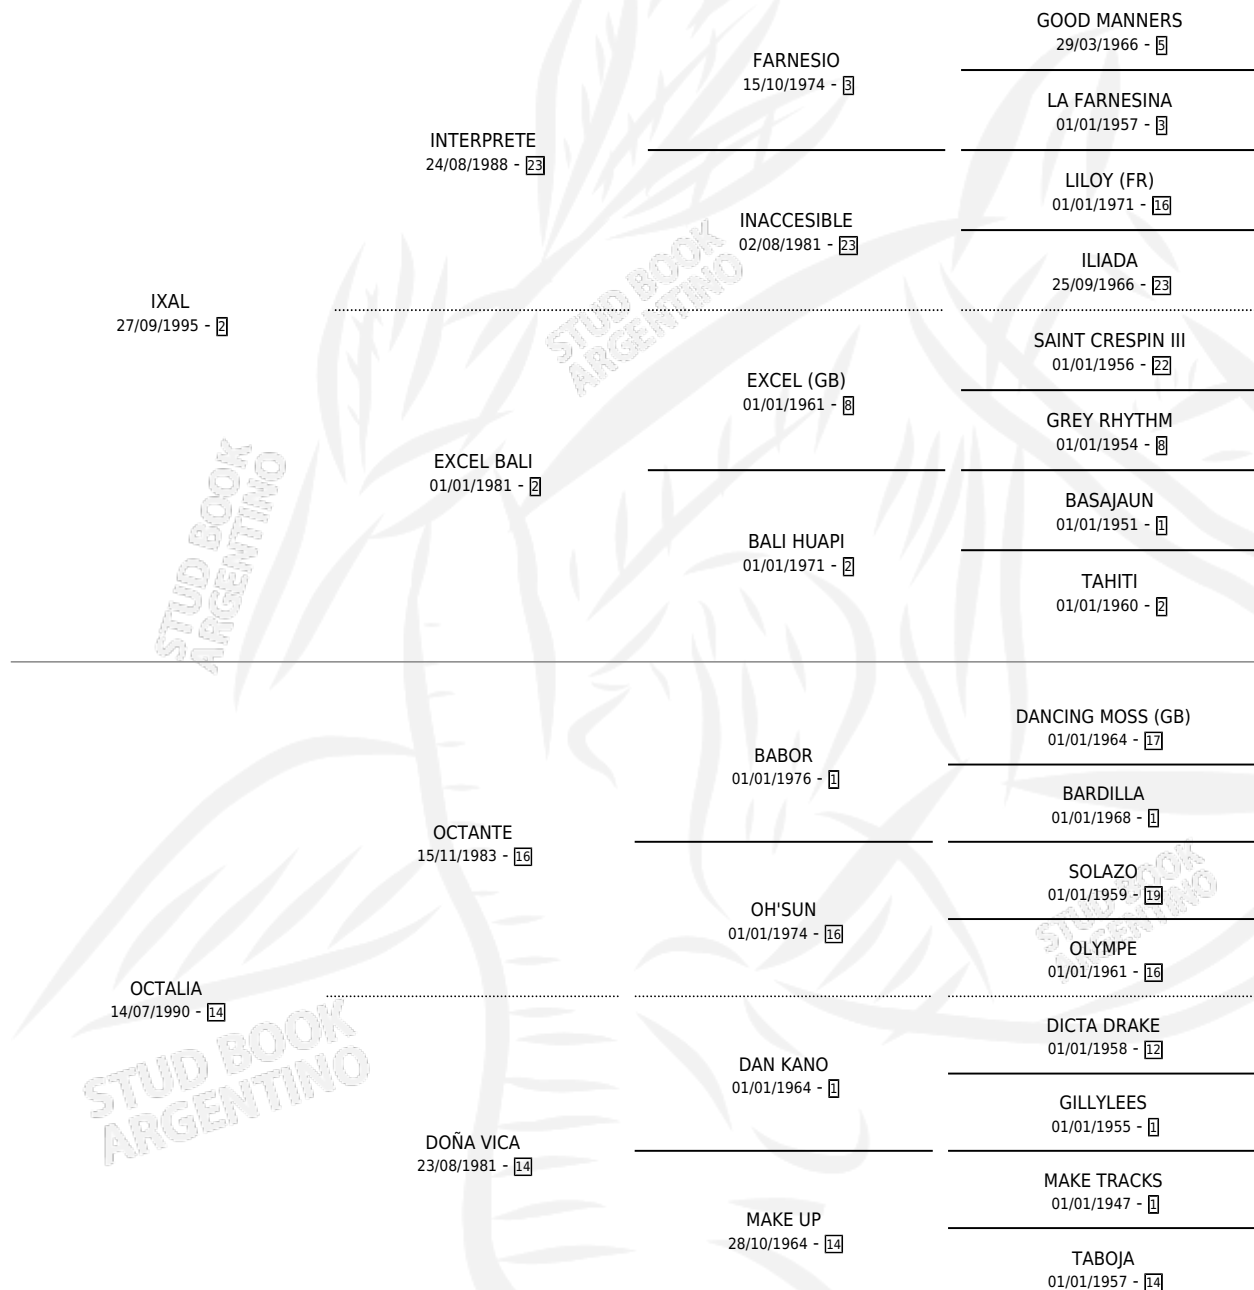 GOOD MANNERS
29/03/1966 - 5
FARNESIO
15/10/1974 - 3
LA FARNESINA
01/01/1957 - 3
INTERPRETE
24/08/1988 - 23
LILOY (FR)
01/01/1971 - 16
INACCESIBLE
02/08/1981 - 23
ILIADA
25/09/1966 - 23
IXAL
27/09/1995 - 2
STUD BOOK
ARGENTINO
SAINT CRESPIN III
01/01/1956 - 22
EXCEL (GB)
01/01/1961 - 8
GREY RHYTHM
01/01/1954 - 8
EXCEL BALI
01/01/1981 - 2
STUD BOOK
ARGENTINO
BASAJAUN
01/01/1951 - 1
BALI HUAPI
01/01/1971 - 2
TAHITI
01/01/1960 - 2
DANCING MOSS (GB)
01/01/1964 - 17
BABOR
01/01/1976 - 1
BARDILLA
01/01/1968 - 1
OCTANTE
15/11/1983 - 16
SOLAZO
01/01/1959 - 19
STUD BOOK
ARGENTINO
OH'SUN
01/01/1974 - 16
OLYMPE
01/01/1961 - 16
OCTALIA
14/07/1990 - 14
STUD BOOK
ARGENTINO
DICTA DRAKE
01/01/1958 - 12
DAN KANO
01/01/1964 - 1
GILLYLEES
01/01/1955 - 1
DOÑA VICA
23/08/1981 - 14
MAKE TRACKS
01/01/1947 - 1
MAKE UP
28/10/1964 - 14
TABOJA
01/01/1957 - 14